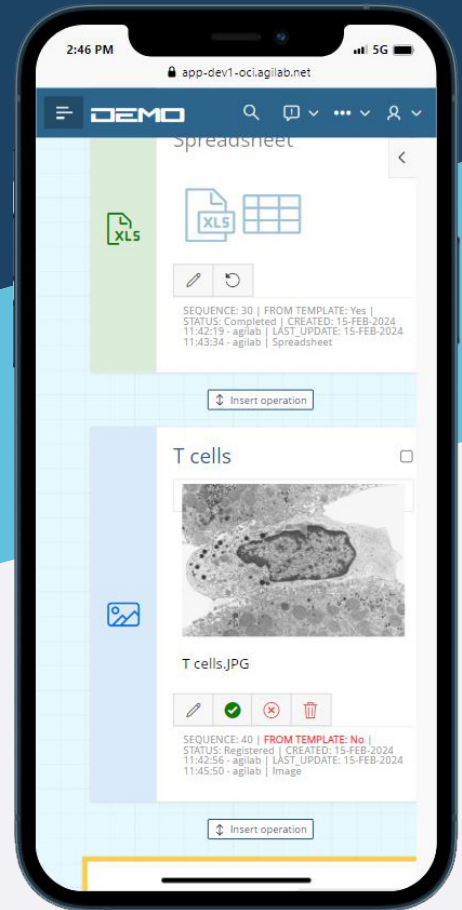 2:46 PM
5G
app-dev1-oci.agilab.net
DEMO
Spreadsheet
XLS
XLS
SEQUENCE: 30 | FROM TEMPLATE: Yes |
STATUS: Completed | CREATED: 15-FEB-2024
11:42:19 - agilab | LAST_UPDATE: 15-FEB-2024
11:43:34 - agilab | Spreadsheet
Insert operation
T cells
T cells.JPG
SEQUENCE: 40 | FROM TEMPLATE: No |
STATUS: Registered | CREATED: 15-FEB-2024
11:42:56 - agilab | LAST_UPDATE: 15-FEB-2024
11:45:50 - agilab | Image
Insert operation